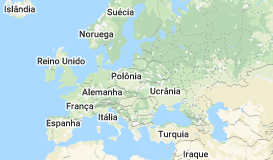 Islândia
Suécia
Noruega
Reino Unido
Polônia
Alemanha
Ucrânia
França
Itália
Espanha
Turquia
Iraque